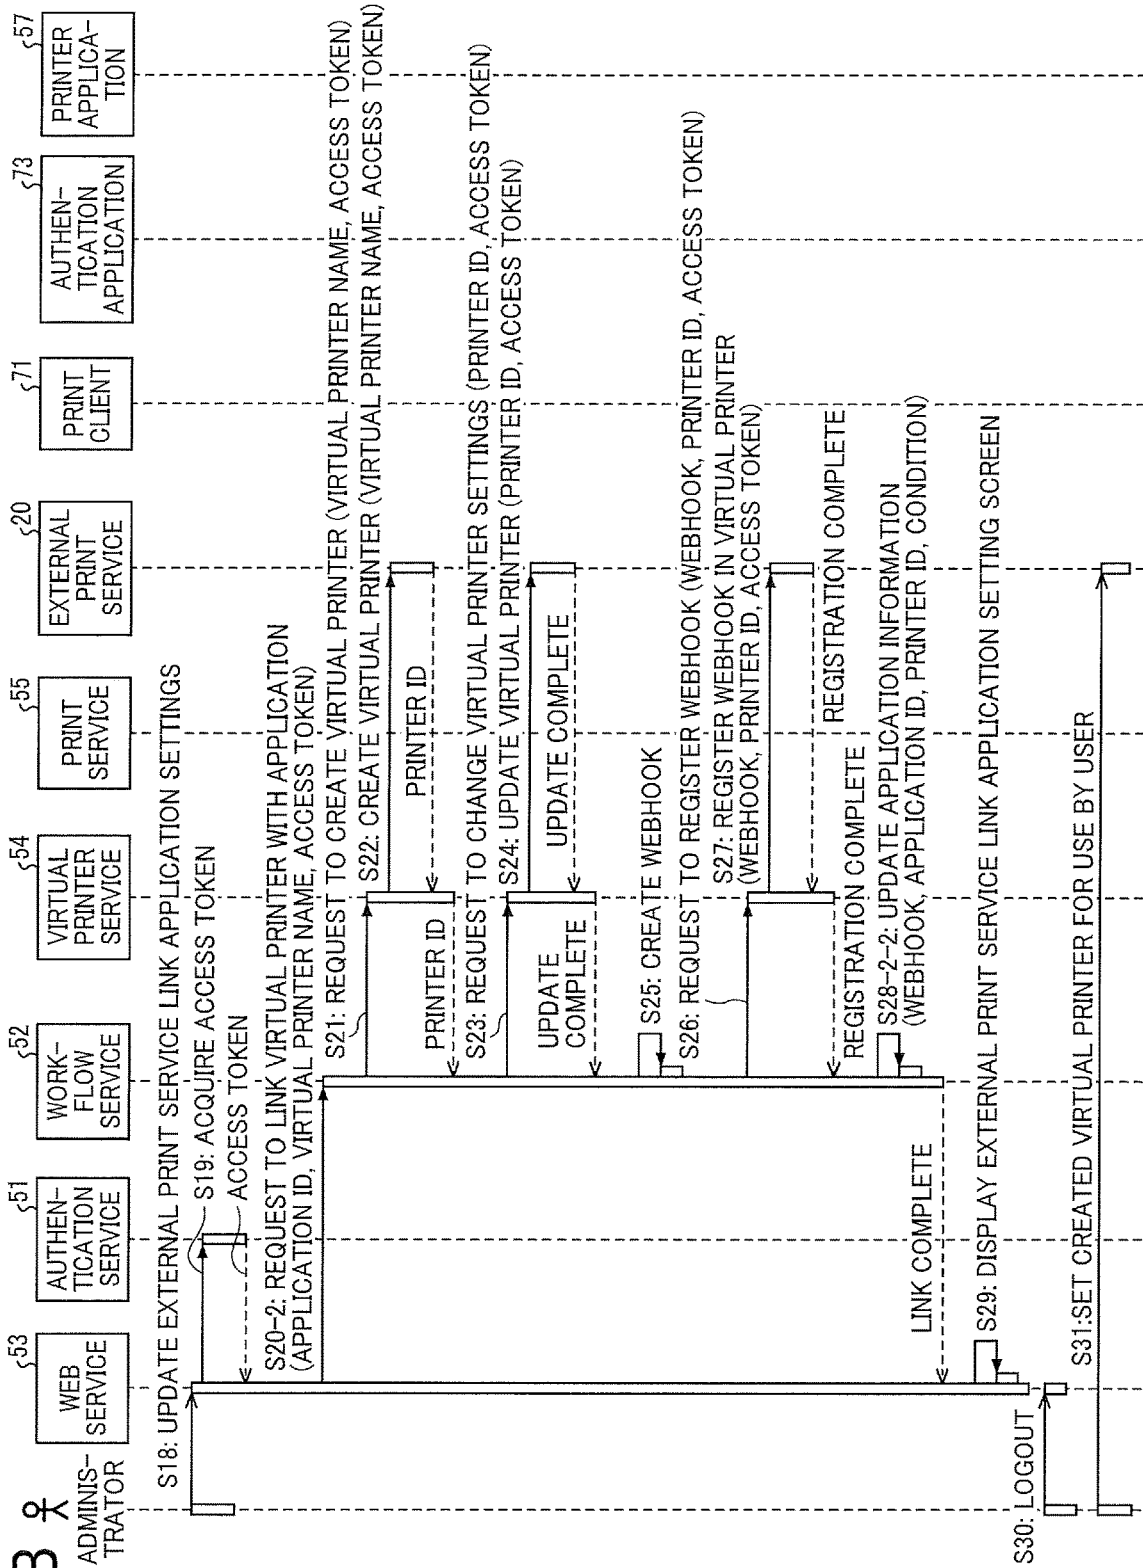 B
ADMINIS-
TRATOR
53
WEB
SERVICE
51
AUTHEN-
TICATION
SERVICE
52
WORK-
FLOW
SERVICE
54
VIRTUAL
PRINTER
SERVICE
55
PRINT
SERVICE
20
EXTERNAL
PRINT
SERVICE
71
PRINT
CLIENT
73
AUTHEN-
TICATION
APPLICATION
57
PRINTER
APPLICA-
TION
S18: UPDATE EXTERNAL PRINT SERVICE LINK APPLICATION SETTINGS
S19: ACQUIRE ACCESS TOKEN
ACCESS TOKEN
S20-2: REQUEST TO LINK VIRTUAL PRINTER WITH APPLICATION
(APPLICATION ID, VIRTUAL PRINTER NAME, ACCESS TOKEN)
S21: REQUEST TO CREATE VIRTUAL PRINTER (VIRTUAL PRINTER NAME, ACCESS TOKEN)
S22: CREATE VIRTUAL PRINTER (VIRTUAL PRINTER NAME, ACCESS TOKEN)
PRINTER ID
PRINTER ID
S23: REQUEST TO CHANGE VIRTUAL PRINTER SETTINGS (PRINTER ID, ACCESS TOKEN)
S24: UPDATE VIRTUAL PRINTER (PRINTER ID, ACCESS TOKEN)
UPDATE COMPLETE
UPDATE
COMPLETE
S25: CREATE WEBHOOK
S26: REQUEST TO REGISTER WEBHOOK (WEBHOOK, PRINTER ID, ACCESS TOKEN)
S27: REGISTER WEBHOOK IN VIRTUAL PRINTER
(WEBHOOK, PRINTER ID, ACCESS TOKEN)
REGISTRATION COMPLETE
REGISTRATION COMPLETE
S28-2-2: UPDATE APPLICATION INFORMATION
(WEBHOOK, APPLICATION ID, PRINTER ID, CONDITION)
LINK COMPLETE
S29: DISPLAY EXTERNAL PRINT SERVICE LINK APPLICATION SETTING SCREEN
S30: LOGOUT
S31:SET CREATED VIRTUAL PRINTER FOR USE BY USER